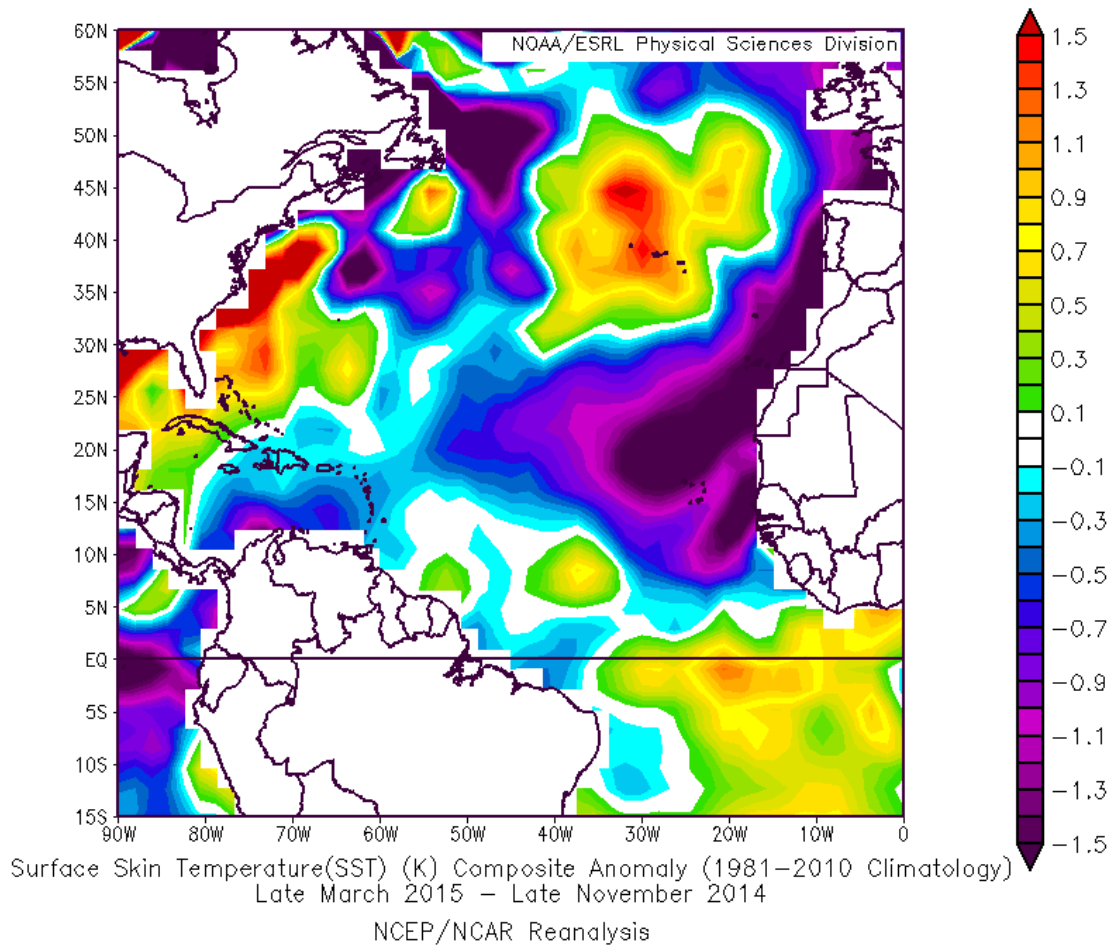 NOAA/ESRL Physical Sciences Division
60N
55N
50N
45N
40N
35N
30N
25N
20N
15N
10N
5N
EQ
5S
10S
15S
90W 80W 70W 60W 50W 40W 30W 20W 10W 0
1.5
1.3
1.1
0.9
0.7
0.5
0.3
0.1
-0.1
-0.3
-0.5
-0.7
-0.9
-1.1
-1.3
-1.5
Surface Skin Temperature(SST) (K) Composite Anomaly (1981-2010 Climatology)
Late March 2015 - Late November 2014
NCEP/NCAR Reanalysis